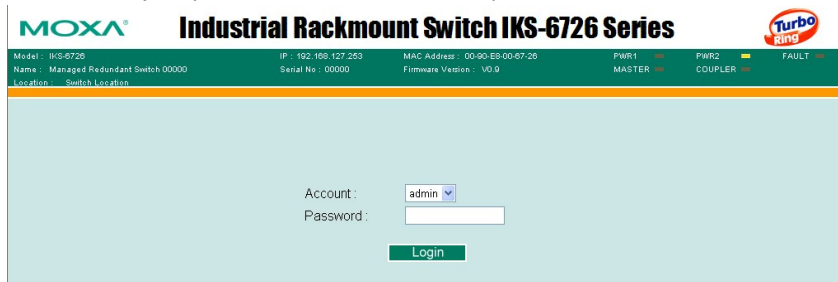 MOXA® Industrial Rackmount Switch IKS-6726 Series Turbo Ring
Model : IKS-6726 IP : 192.168.127.253 MAC Address : 00-90-E8-00-67-26 PWR1 PWR2 FAULT
Name : Managed Redundant Switch 00000 Serial No : 00000 Firmware Version : V0.9 MASTER COUPLER
Location : Switch Location
Account :  admin
Password :
Login